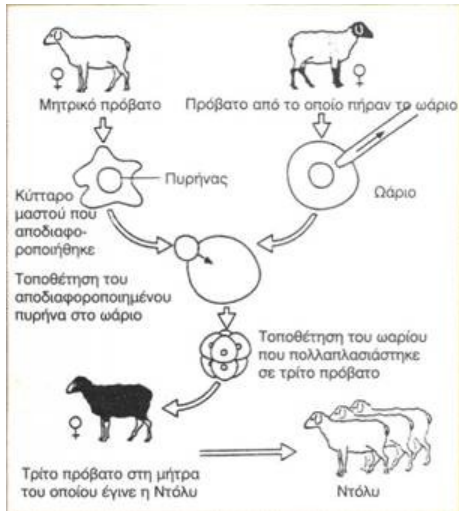 Μητρικό πρόβατο
Πρόβατο από το οποίο πήραν το ωάριο
Πυρήνας
Ωάριο
Κύτταρο
μαστού που
αποδιαφο-
ροποιήθηκε
Τοποθέτηση του
αποδιαφοροποιημένου
πυρήνα στο ωάριο
Τοποθέτηση του ωαρίου
που πολλαπλασιάστηκε
σε τρίτο πρόβατο
Τρίτο πρόβατο στη μήτρα
του οποίου έγινε η Ντόλυ
Ντόλυ